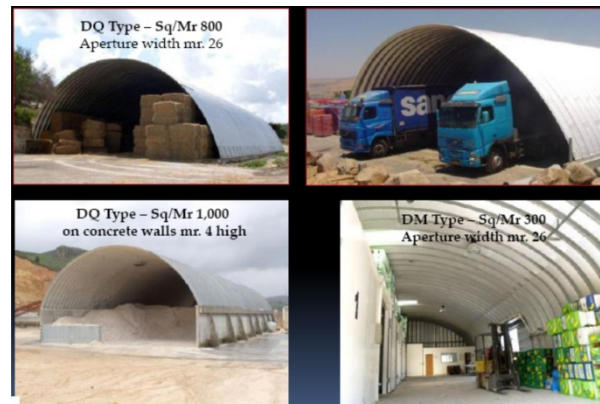 DQ Type – Sq/Mr 800
Aperture width mr. 26
san
DQ Type – Sq/Mr 1,000
on concrete walls mr. 4 high
DM Type – Sq/Mr 300
Aperture width mr. 26